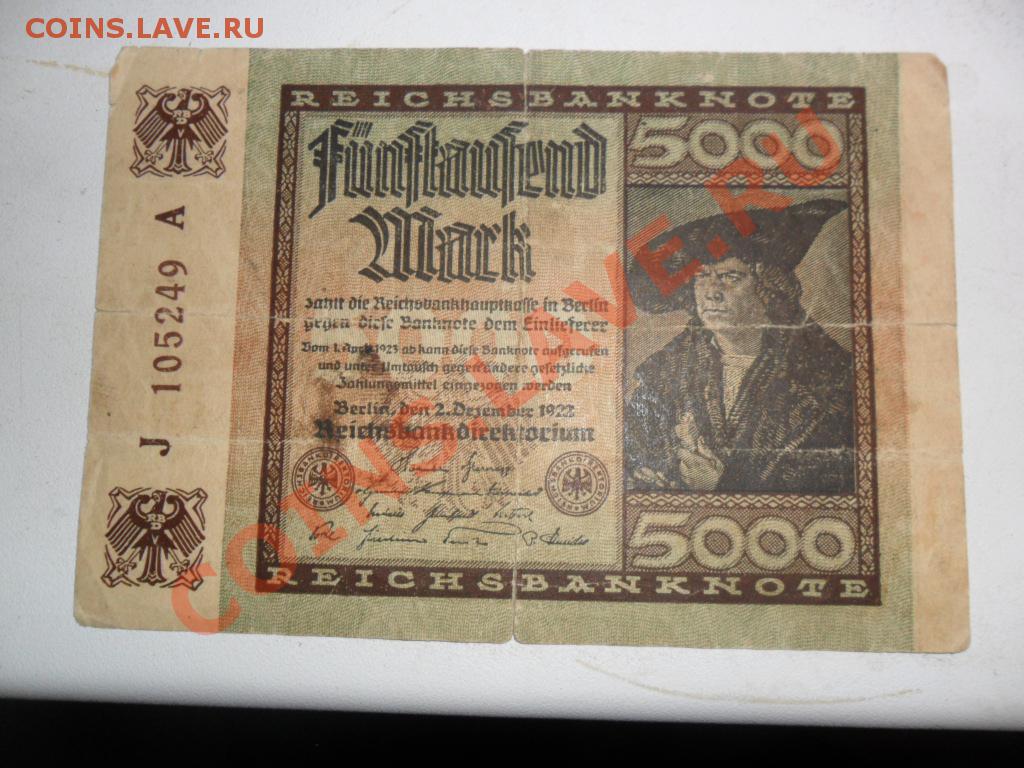 COINS.LAVE.RU
REICHSBANKNOTE
Fünftausend
Mark
zahlt die Reichsbankhauptkasse in Berlin
gegen diese Banknote dem Einlieferer
Vom 1. April 1923 ab kann diese Banknote aufgerufen
und unter Umtausch gegen andere gesetzliche
Zahlungsmittel eingezogen werden
Berlin, den 2. Dezember 1922
Reichsbankdirektorium
5000
5000
REICHSBANKNOTE
J 105249 A
COINS.LAVE.RU